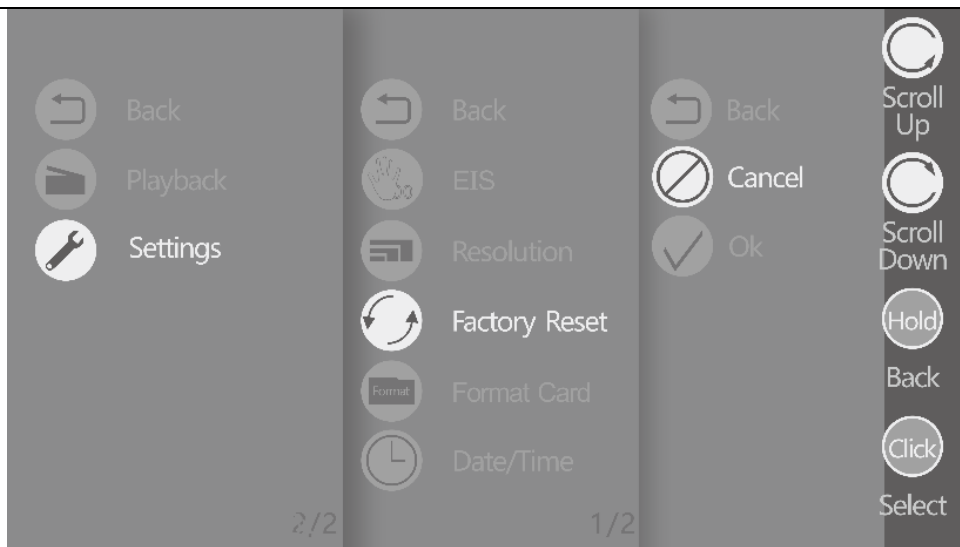 Back
Playback
Settings
2/2
Back
EIS
Resolution
Factory Reset
Format
Format Card
Date/Time
1/2
Back
Cancel
Ok
Scroll
Up
Scroll
Down
Hold
Back
Click
Select